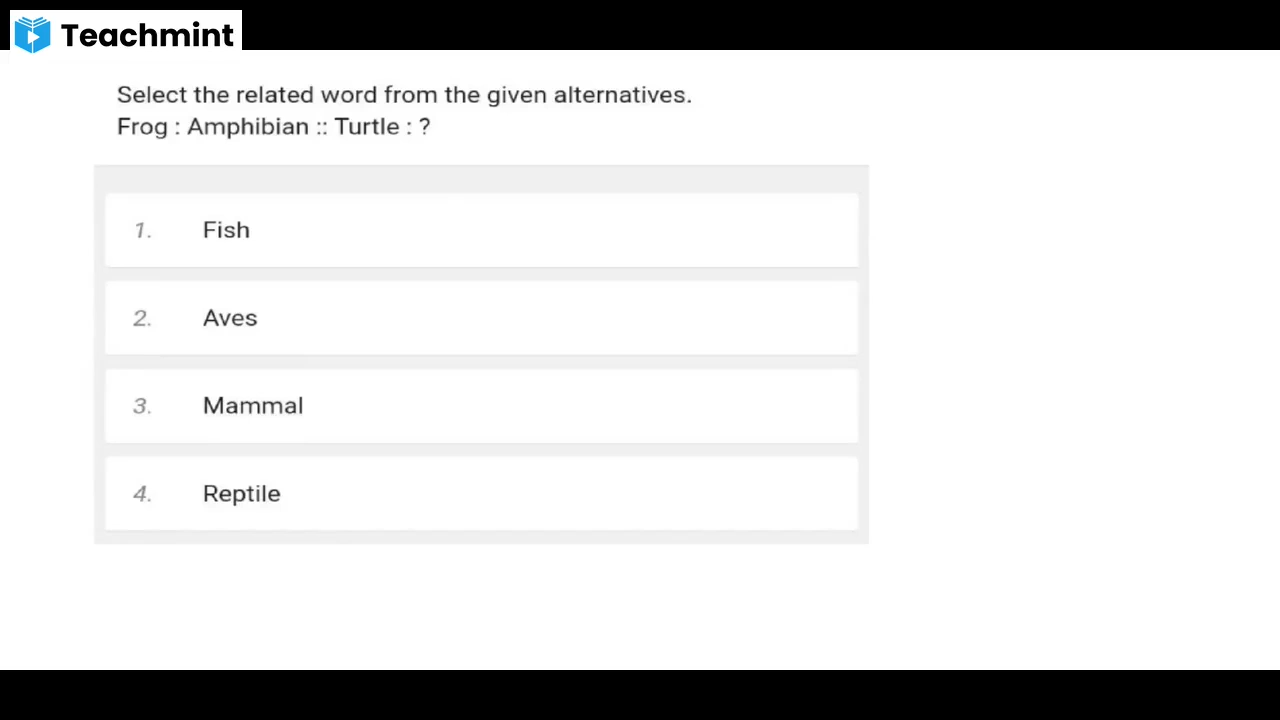 Teachmint
Select the related word from the given alternatives.
Frog : Amphibian :: Turtle : ?
1. Fish
2. Aves
3. Mammal
4. Reptile